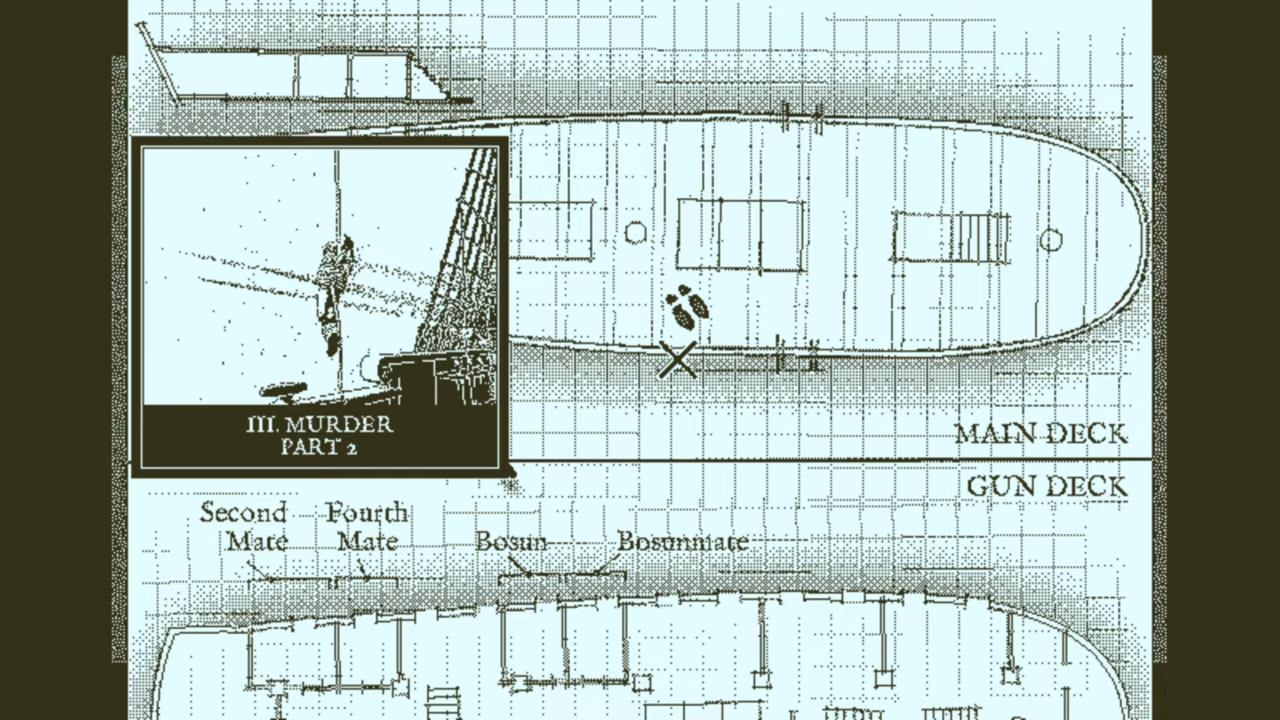 III. MURDER
PART 2
MAIN DECK
GUN DECK
Second
Mate
Fourth
Mate
Bosun
Bosunmate